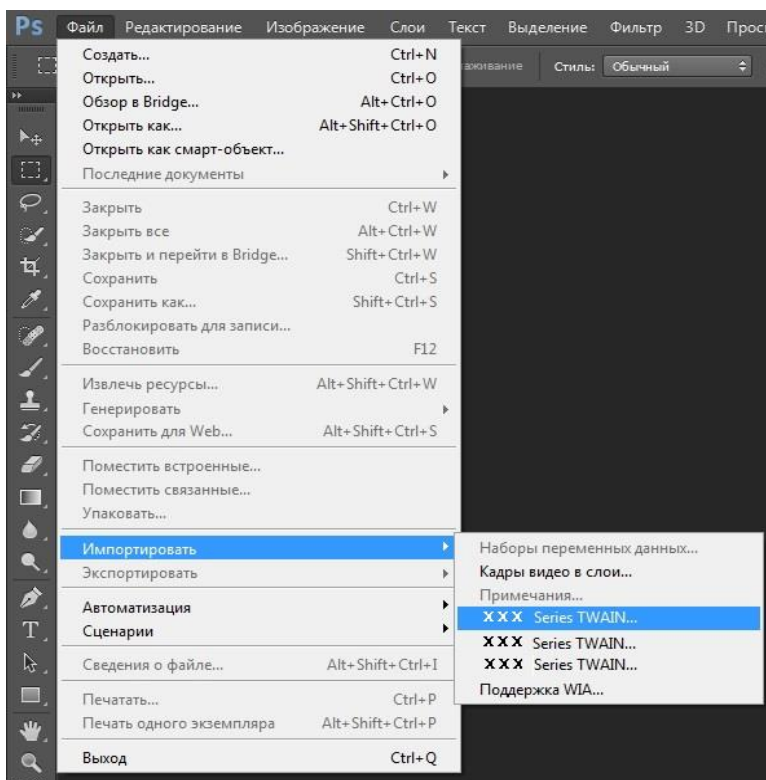 Ps Файл Редактирование Изображение Слои Текст Выделение Фильтр 3D
Стиль: Обычный
Создать... Ctrl+N
Открыть... Ctrl+O
Обзор в Bridge... Alt+Ctrl+O
Открыть как... Alt+Shift+Ctrl+O
Открыть как смарт-объект...
Последние документы
Закрыть Ctrl+W
Закрыть все Alt+Ctrl+W
Закрыть и перейти в Bridge... Shift+Ctrl+W
Сохранить Ctrl+S
Сохранить как... Shift+Ctrl+S
Разблокировать для записи...
Восстановить F12
Извлечь ресурсы... Alt+Shift+Ctrl+W
Генерировать
Сохранить для Web... Alt+Shift+Ctrl+S
Поместить встроенные...
Поместить связанные...
Упаковать...
Импортировать
Экспортировать
Автоматизация
Сценарии
Сведения о файле... Alt+Shift+Ctrl+I
Печатать... Ctrl+P
Печать одного экземпляра Alt+Shift+Ctrl+P
Выход Ctrl+Q
Наборы переменных данных...
Кадры видео в слои...
Примечания...
XXX Series TWAIN...
XXX Series TWAIN...
XXX Series TWAIN...
Поддержка WIA...